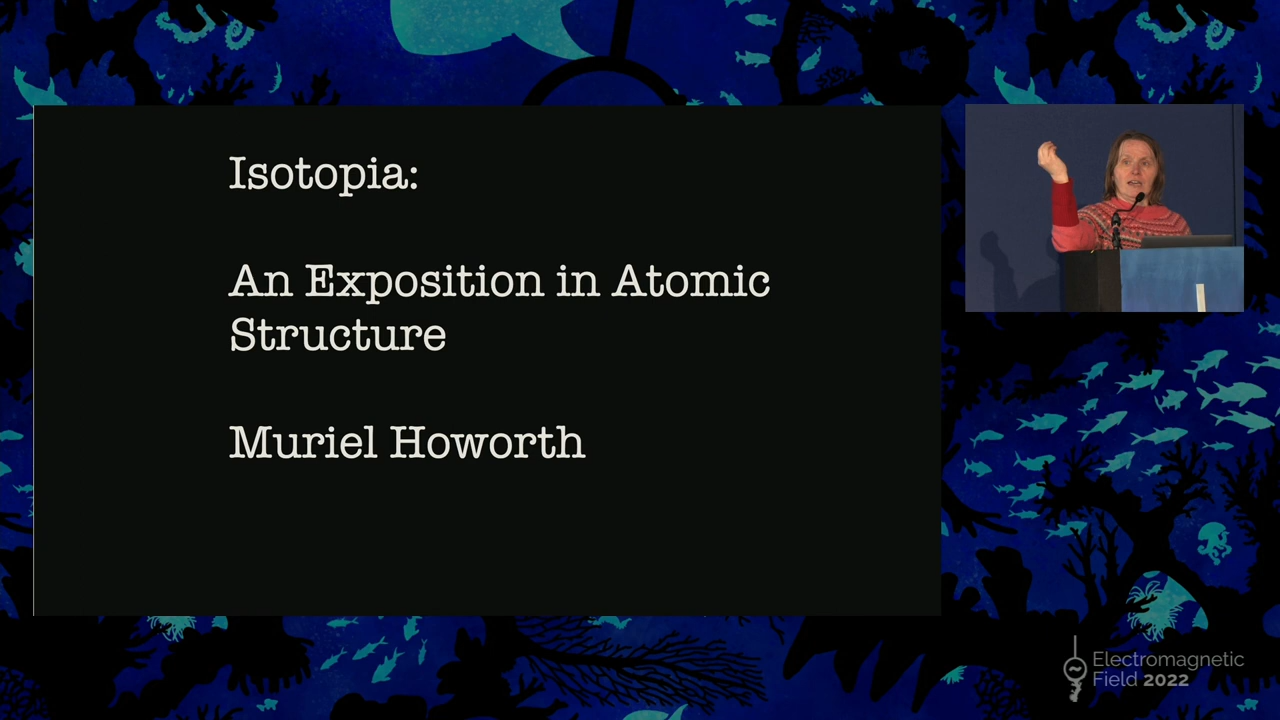 Isotopia:
An Exposition in Atomic
Structure
Muriel Howorth
Electromagnetic
Field 2022